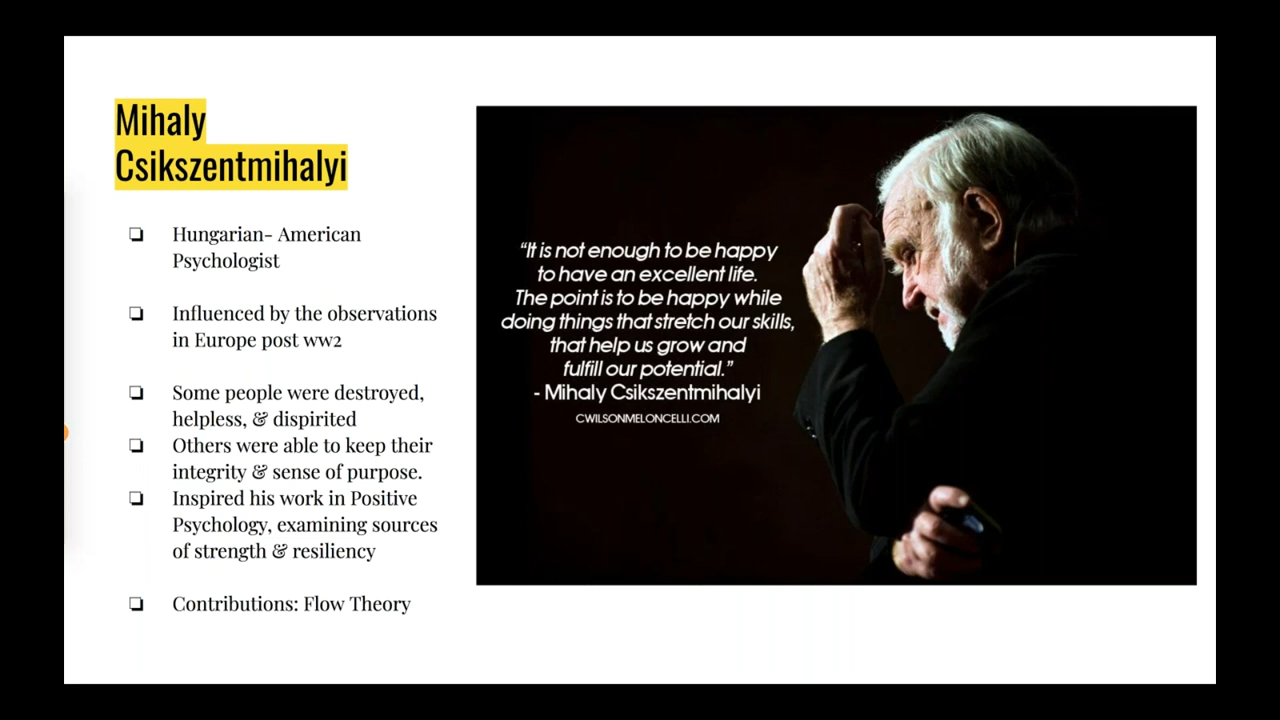 Mihaly
Csikszentmihalyi
Hungarian- American
Psychologist
Influenced by the observations
in Europe post ww2
Some people were destroyed,
helpless, & dispirited
Others were able to keep their
integrity & sense of purpose.
Inspired his work in Positive
Psychology, examining sources
of strength & resiliency
Contributions: Flow Theory
“It is not enough to be happy
to have an excellent life.
The point is to be happy while
doing things that stretch our skills,
that help us grow and
fulfill our potential.”
- Mihaly Csikszentmihalyi
CWILSONMELONCELLI.COM